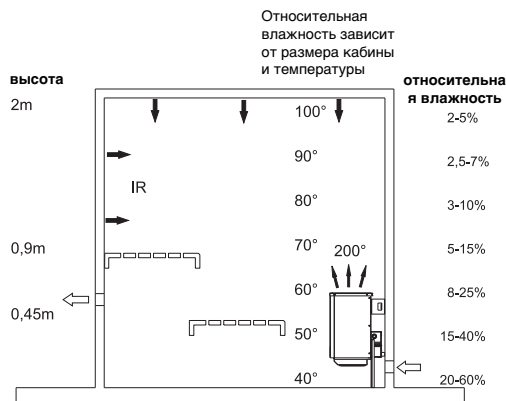 Относительная
влажность зависит
от размера кабины
и температуры
высота
относительна
я влажность
2m
100°
2-5%
90°
2,5-7%
IR
80°
3-10%
0,9m
70°
200°
5-15%
60°
8-25%
0,45m
50°
15-40%
40°
20-60%